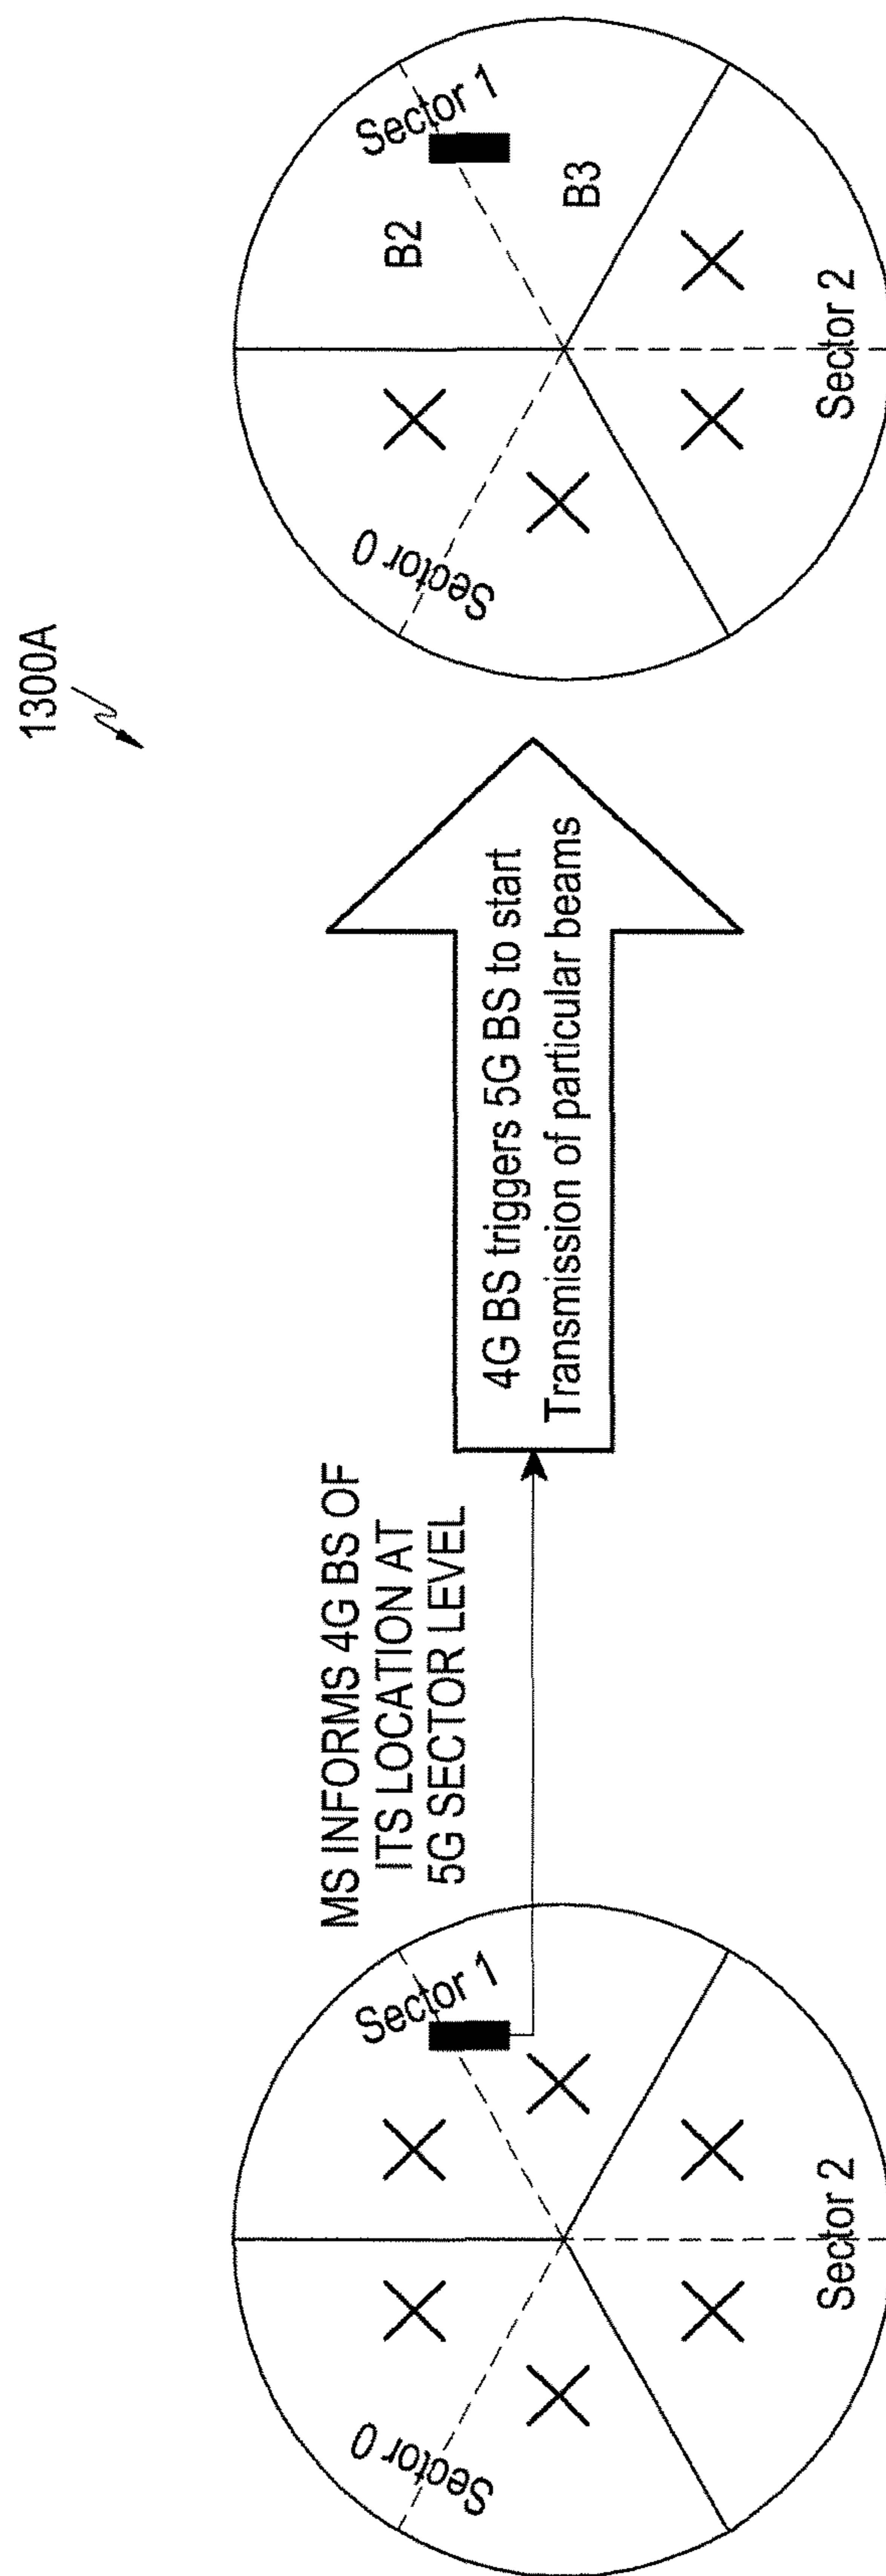 1300A
Sector 0
Sector 1
Sector 2
MS INFORMS 4G BS OF
ITS LOCATION AT
5G SECTOR LEVEL
4G BS triggers 5G BS to start
Transmission of particular beams
Sector 0
B2
Sector 1
B3
Sector 2